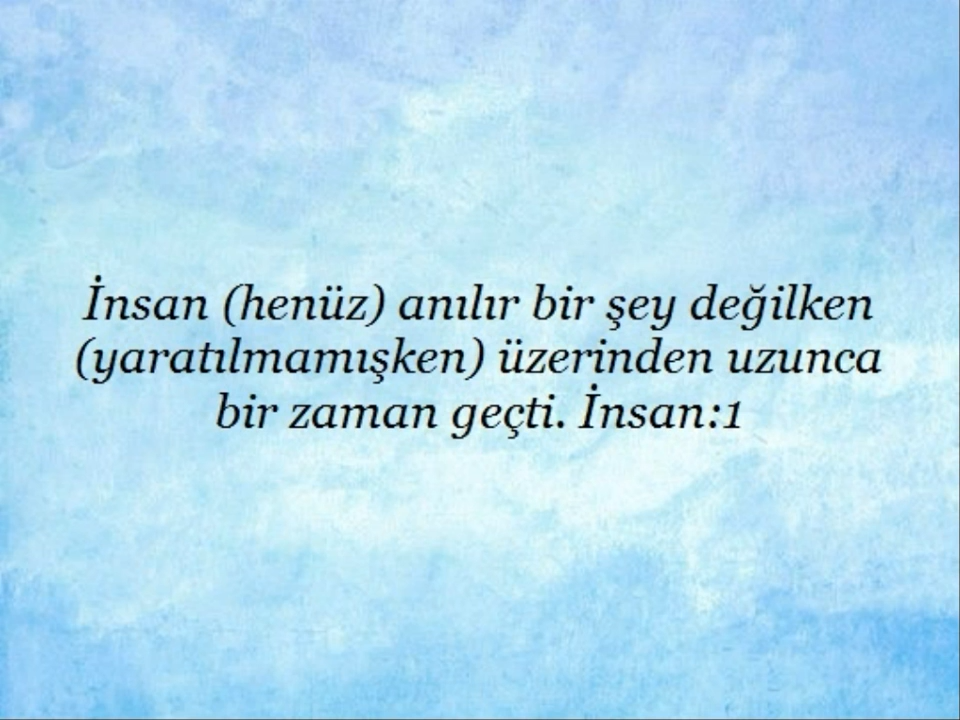 İnsan (henüz) anılır bir şey değilken
(yaratılmamışken) üzerinden uzunca
bir zaman geçti. İnsan:1